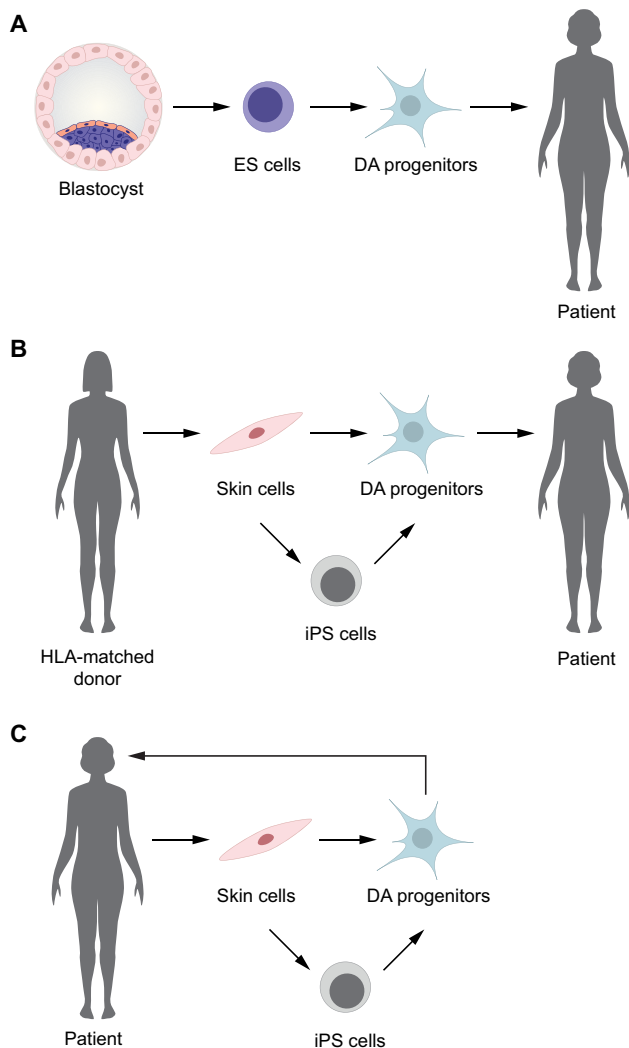 A
Blastocyst
ES cells
DA progenitors
Patient
B
Skin cells
DA progenitors
iPS cells
HLA-matched
donor
Patient
C
Skin cells
DA progenitors
Patient
iPS cells